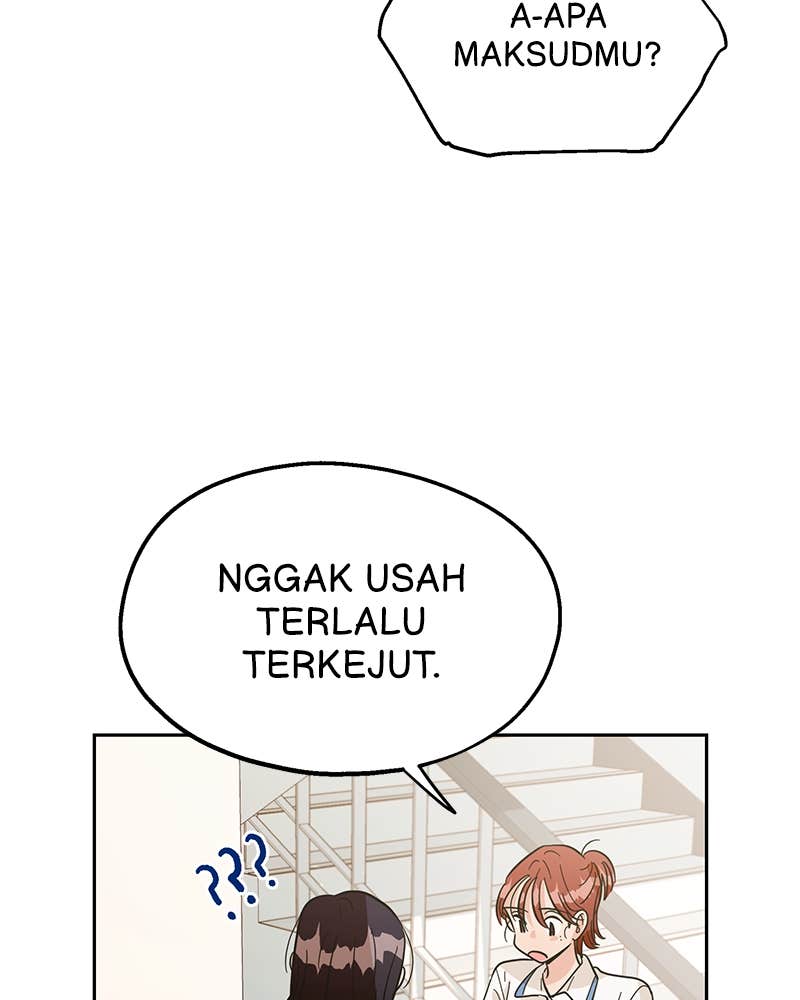 A-APA
MAKSUDMU?
NGGAK USAH
TERLALU
TERKEJUT.
???